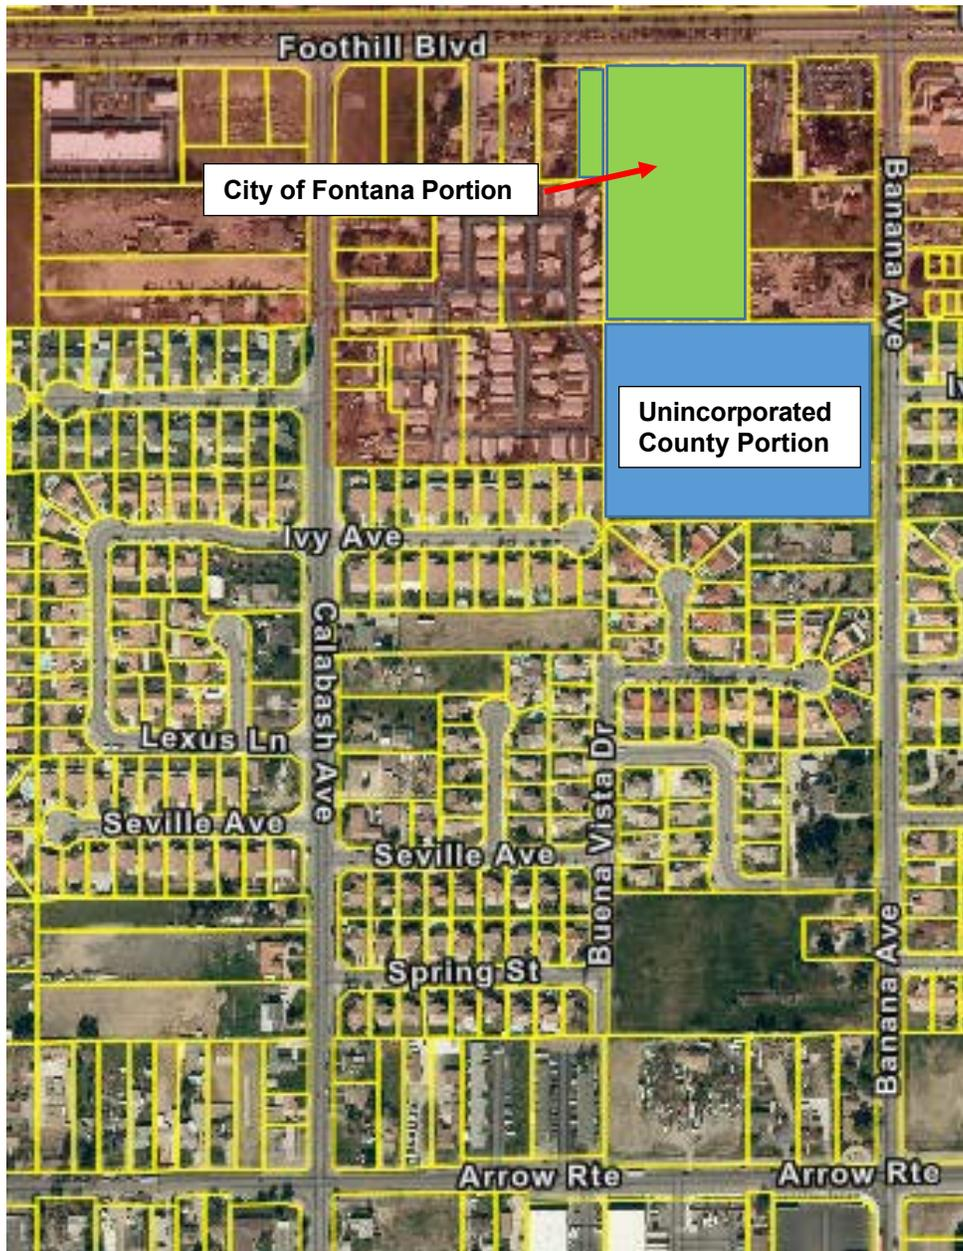 Foothill Blvd
City of Fontana Portion
Banana Ave
Unincorporated
County Portion
Ivy Ave
Calabash Ave
Lexus Ln
Buena Vista Dr
Seville Ave
Seville Ave
Spring St
Banana Ave
Arrow Rte
Arrow Rte